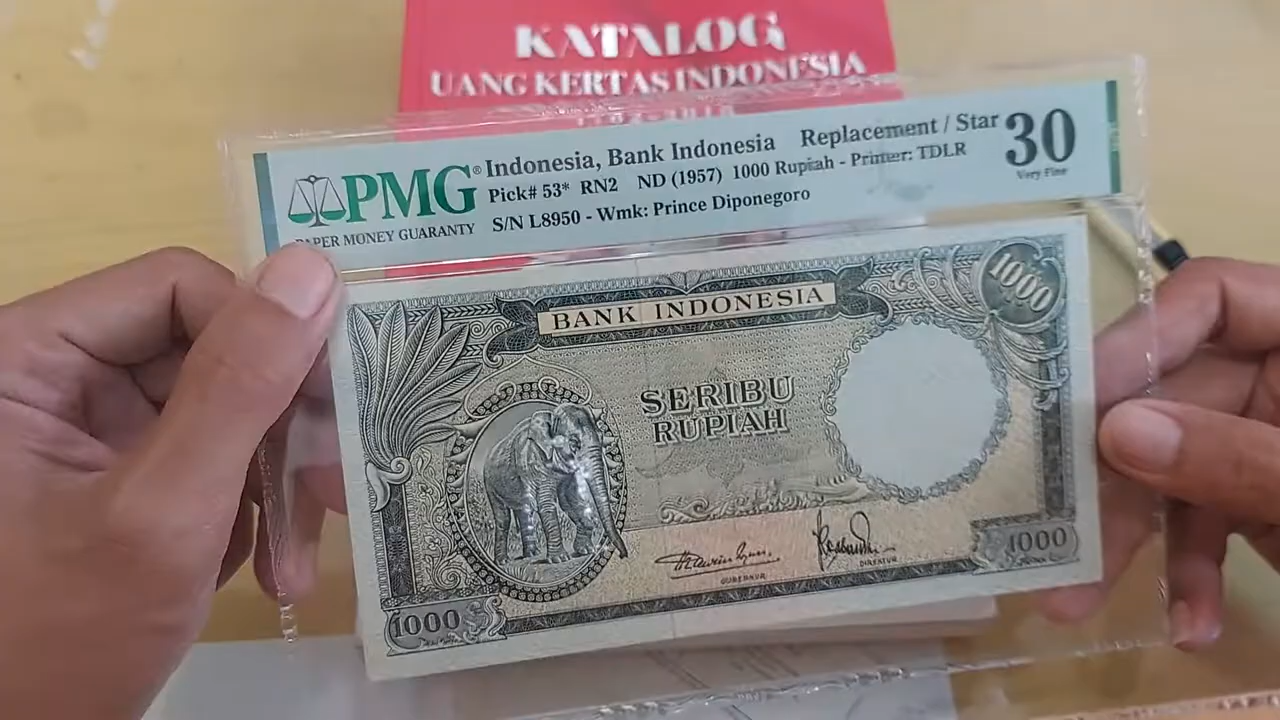 KATALOG
UANG KERTAS INDONESIA
PMG®
PAPER MONEY GUARANTY
Indonesia, Bank Indonesia Replacement / Star
Pick# 53* RN2 ND (1957) 1000 Rupiah - Printer: TDLR
S/N L8950 - Wmk: Prince Diponegoro
30
Very Fine
BANK INDONESIA
1000
SERIBU
RUPIAH
GUBERNUR
DIREKTUR
1000
1000